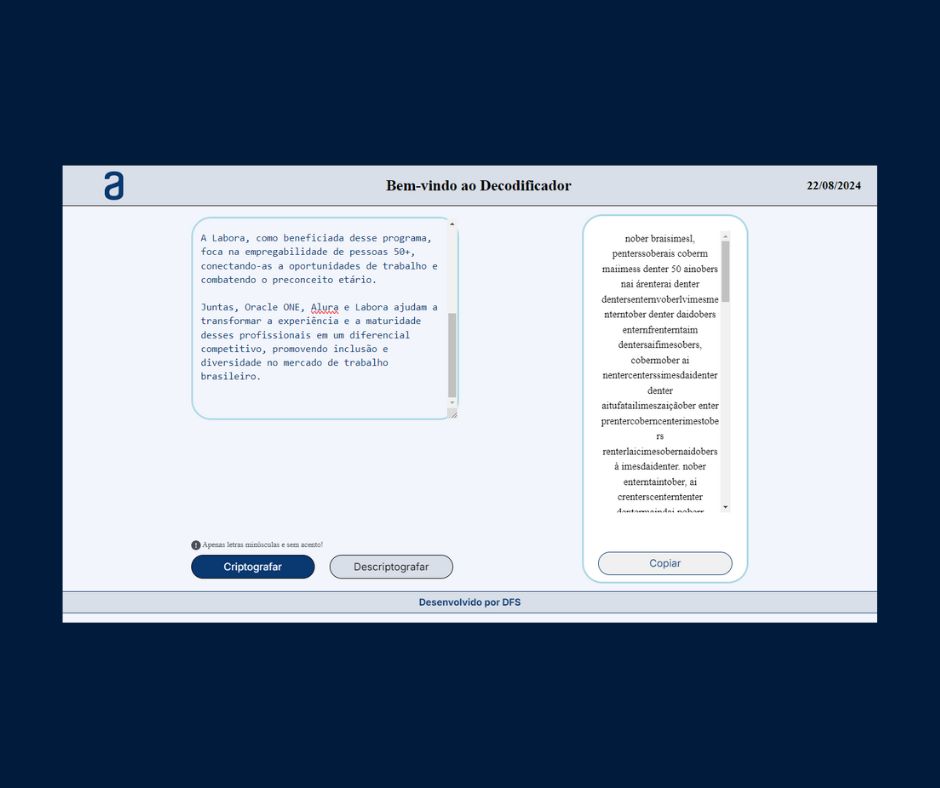 a
Bem-vindo ao Decodificador
22/08/2024
A Labora, como beneficiada desse programa,
foca na empregabilidade de pessoas 50+,
conectando-as a oportunidades de trabalho e
combatendo o preconceito etário.
Juntas, Oracle ONE, Alura e Labora ajudam a
transformar a experiência e a maturidade
desses profissionais em um diferencial
competitivo, promovendo inclusão e
diversidade no mercado de trabalho
brasileiro.
Apenas letras minúsculas e sem acento!
Criptografar
Descriptografar
nober braisimesl,
penterssoberais coberm
maiimess denter 50 ainobers
nai árenterai denter
dentersenternvoberlvimesme
nterntober denter daidobers
enternfrenterntaim
dentersaifimesobers,
cobermober ai
nentercenterssimesdaidenter
denter
aitufatailimeszaiçãober enter
prentercoberncenterimestobe
rs
renterlaicimesobernaidobers
à imesdaidenter. nober
enterntaintober, ai
crenterscenterntenter
Copiar
Desenvolvido por DFS